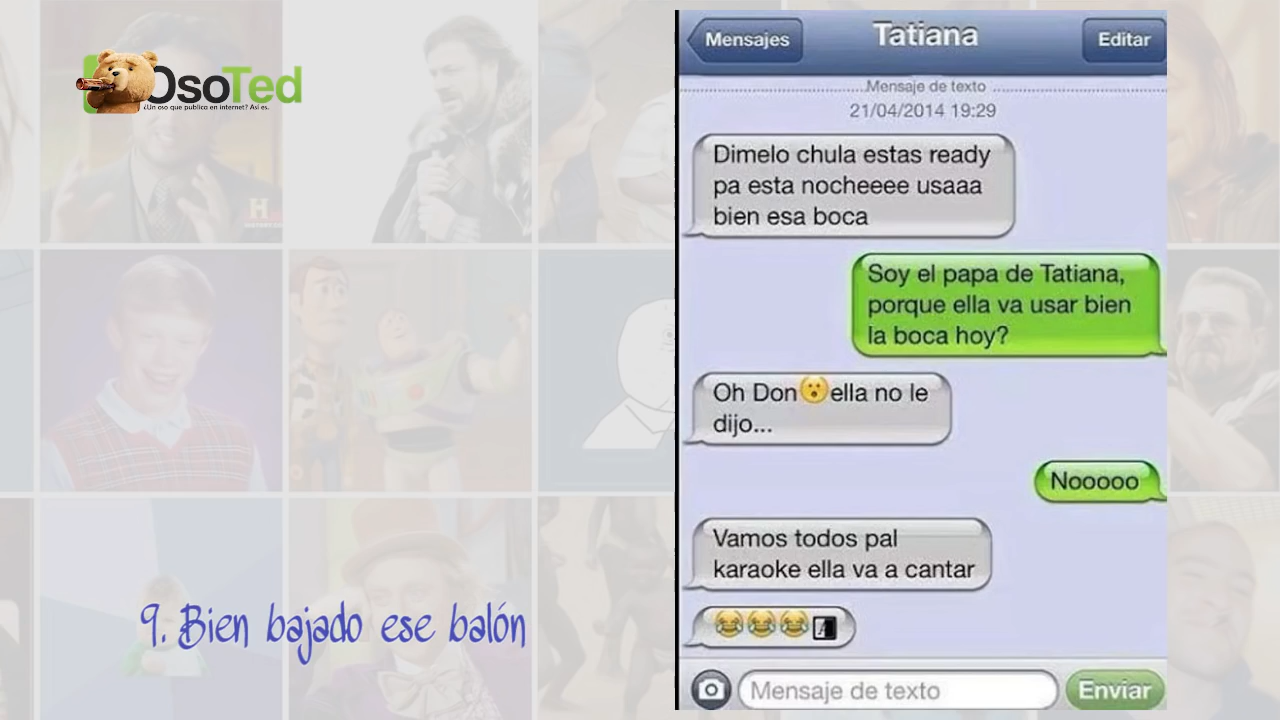 OsoTed
¿Un oso que publica en internet? Así es.
H
9. Bien bajado ese balón
Mensajes
Tatiana
Editar
Mensaje de texto
21/04/2014 19:29
Dimelo chula estas ready
pa esta nocheeee usaaa
bien esa boca
Soy el papa de Tatiana,
porque ella va usar bien
la boca hoy?
Oh Don😮ella no le
dijo...
Nooooo
Vamos todos pal
karaoke ella va a cantar
😂😂😂
Mensaje de texto
Enviar